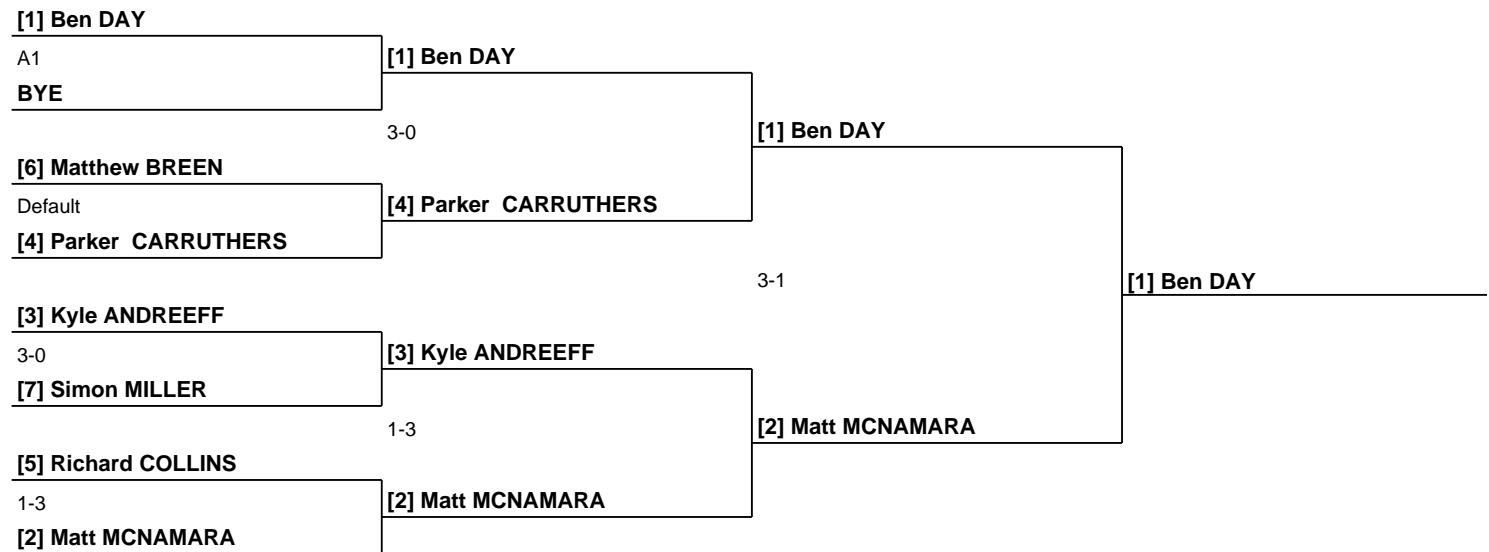 [1] Ben DAY
A1
BYE
[1] Ben DAY
3-0
[6] Matthew BREEN
Default
[4] Parker CARRUTHERS
[4] Parker CARRUTHERS
[1] Ben DAY
3-1
[1] Ben DAY
[3] Kyle ANDREEFF
3-0
[7] Simon MILLER
[3] Kyle ANDREEFF
1-3
[2] Matt MCNAMARA
[5] Richard COLLINS
1-3
[2] Matt MCNAMARA
[2] Matt MCNAMARA